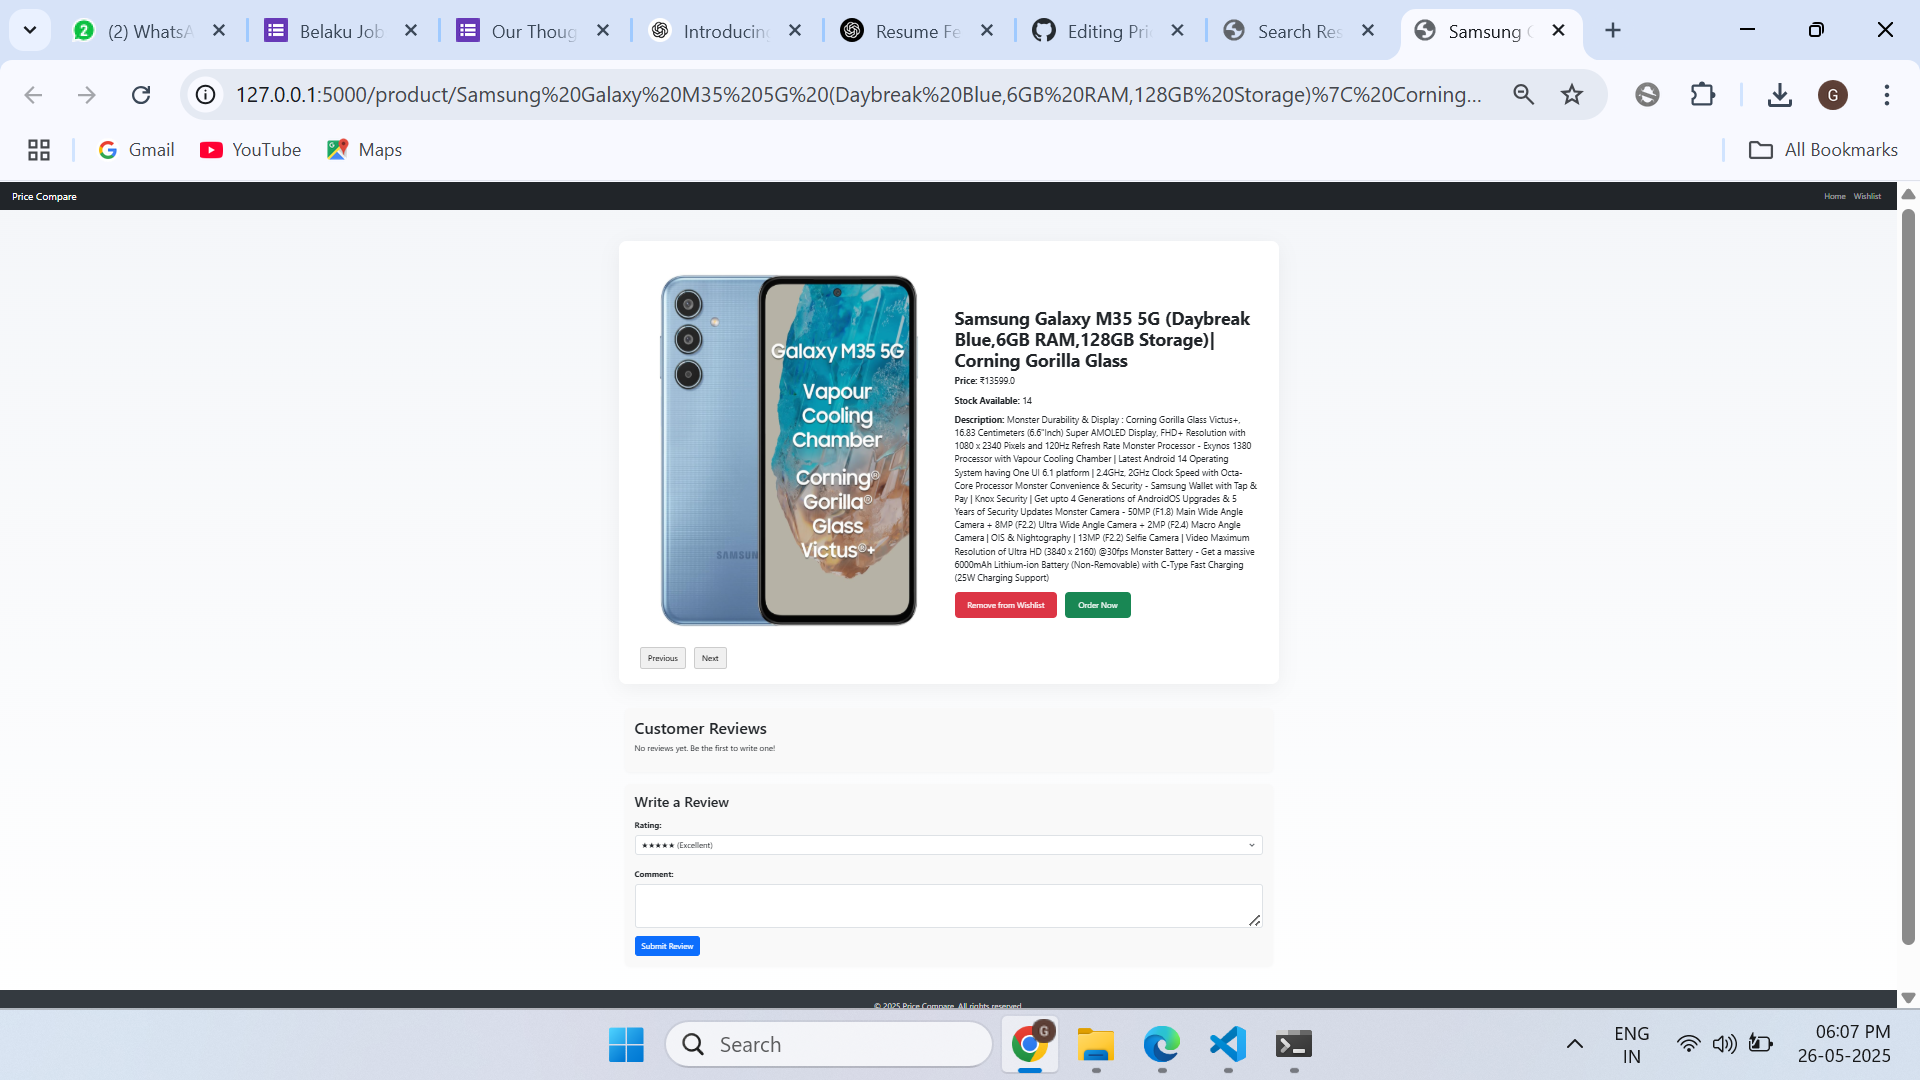 2
(2) WhatsA
Belaku Job
Our Thoug
Introducing
Resume Fe
Editing Pri
Search Res
Samsung G
127.0.0.1:5000/product/Samsung%20Galaxy%20M35%205G%20(Daybreak%20Blue,6GB%20RAM,128GB%20Storage)%7C%20Corning...
G
Gmail
YouTube
Maps
All Bookmarks
Price Compare
Home
Wishlist
Galaxy M35 5G
Vapour
Cooling
Chamber
Corning®
Gorilla®
Glass
Victus®+
SAMSUN
Samsung Galaxy M35 5G (Daybreak
Blue,6GB RAM,128GB Storage)|
Corning Gorilla Glass
Price: ₹13599.0
Stock Available: 14
Description: Monster Durability & Display : Corning Gorilla Glass Victus+,
16.83 Centimeters (6.6"Inch) Super AMOLED Display, FHD+ Resolution with
1080 x 2340 Pixels and 120Hz Refresh Rate Monster Processor - Exynos 1380
Processor with Vapour Cooling Chamber | Latest Android 14 Operating
System having One UI 6.1 platform | 2.4GHz, 2GHz Clock Speed with Octa-
Core Processor Monster Convenience & Security - Samsung Wallet with Tap &
Pay | Knox Security | Get upto 4 Generations of AndroidOS Upgrades & 5
Years of Security Updates Monster Camera - 50MP (F1.8) Main Wide Angle
Camera + 8MP (F2.2) Ultra Wide Angle Camera + 2MP (F2.4) Macro Angle
Camera | OIS & Nightography | 13MP (F2.2) Selfie Camera | Video Maximum
Resolution of Ultra HD (3840 x 2160) @30fps Monster Battery - Get a massive
6000mAh Lithium-ion Battery (Non-Removable) with C-Type Fast Charging
(25W Charging Support)
Remove from Wishlist
Order Now
Previous
Next
Customer Reviews
No reviews yet. Be the first to write one!
Write a Review
Rating:
★★★★★ (Excellent)
Comment:
Submit Review
© 2025 Price Compare. All rights reserved.
Search
G
ENG
IN
06:07 PM
26-05-2025